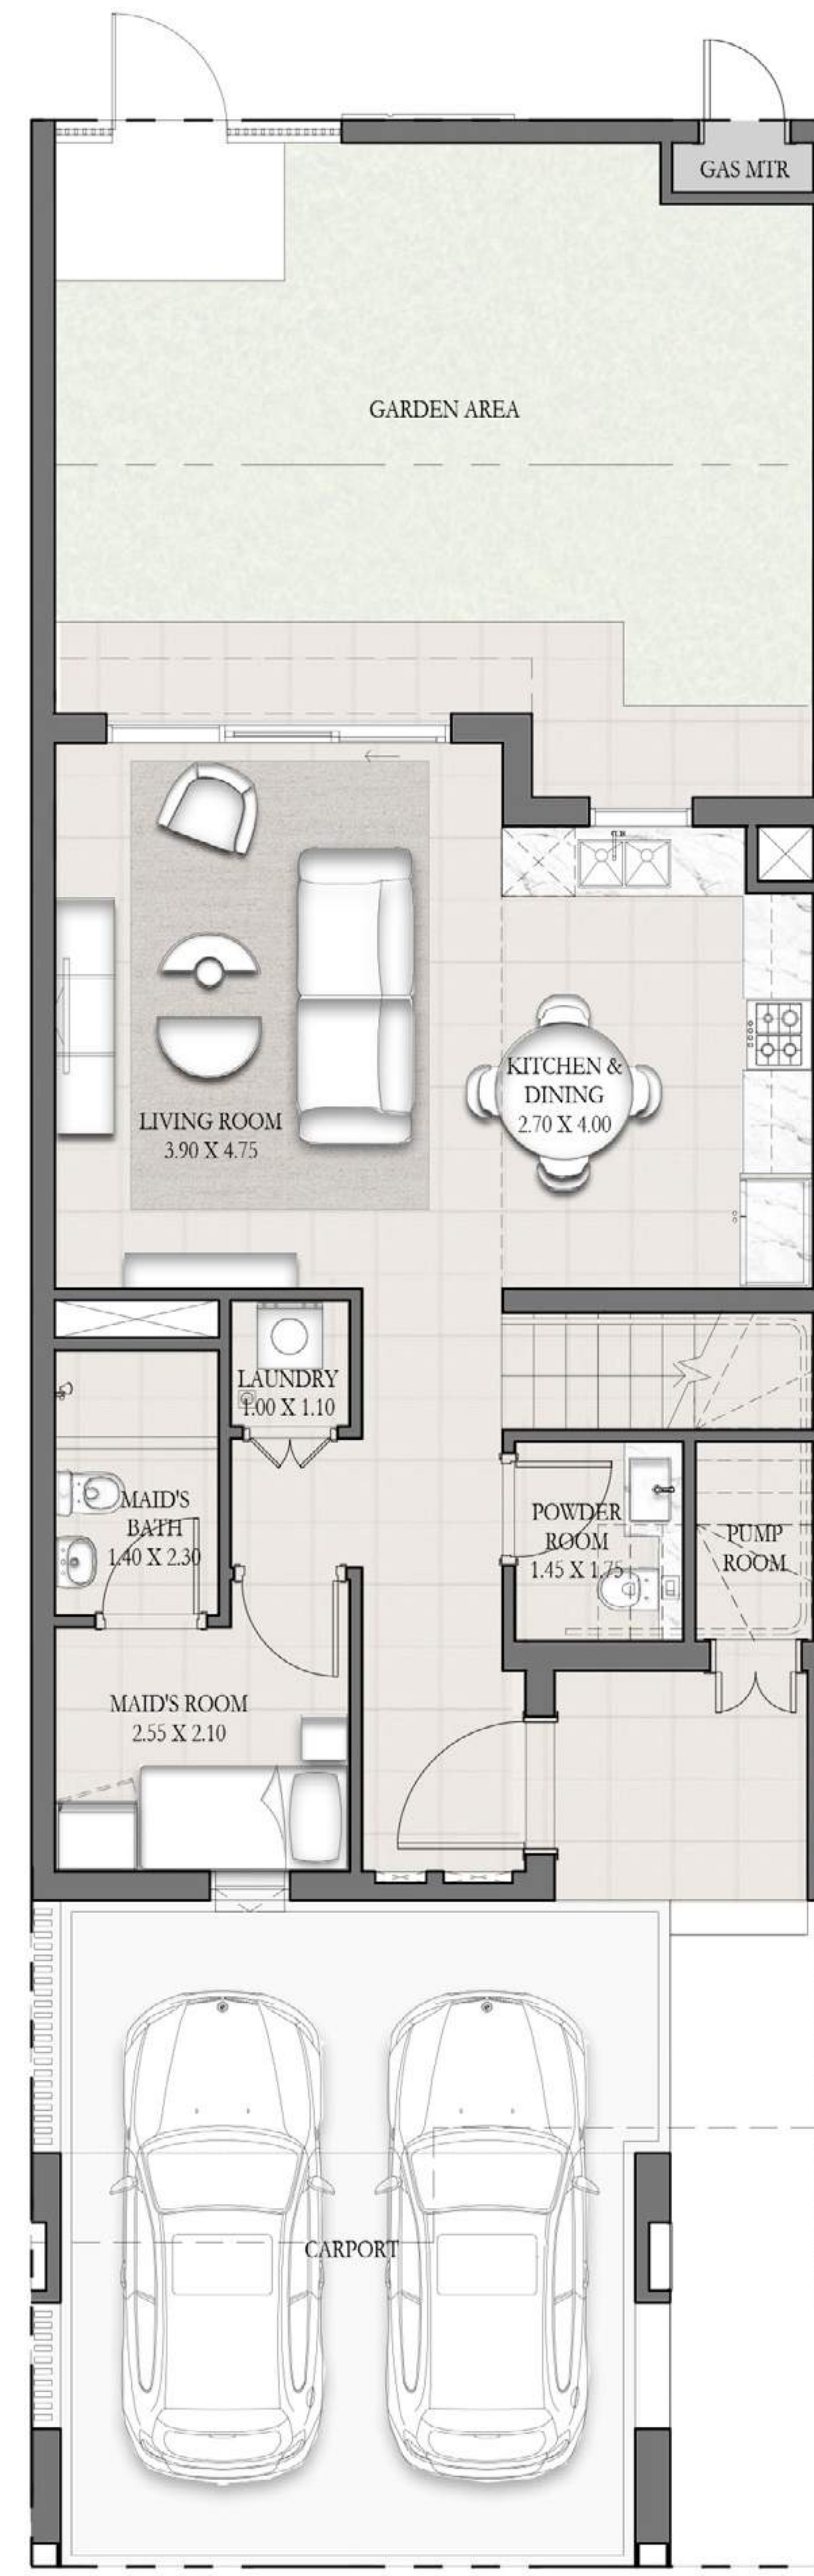 GAS MTR
GARDEN AREA
KITCHEN &
DINING
2.70 X 4.00
LIVING ROOM
3.90 X 4.75
LAUNDRY
1.00 X 1.10
MAID'S
BATH
1.40 X 2.30
POWDER
ROOM
1.45 X 1.75
PUMP
ROOM
MAID'S ROOM
2.55 X 2.10
CARPORT